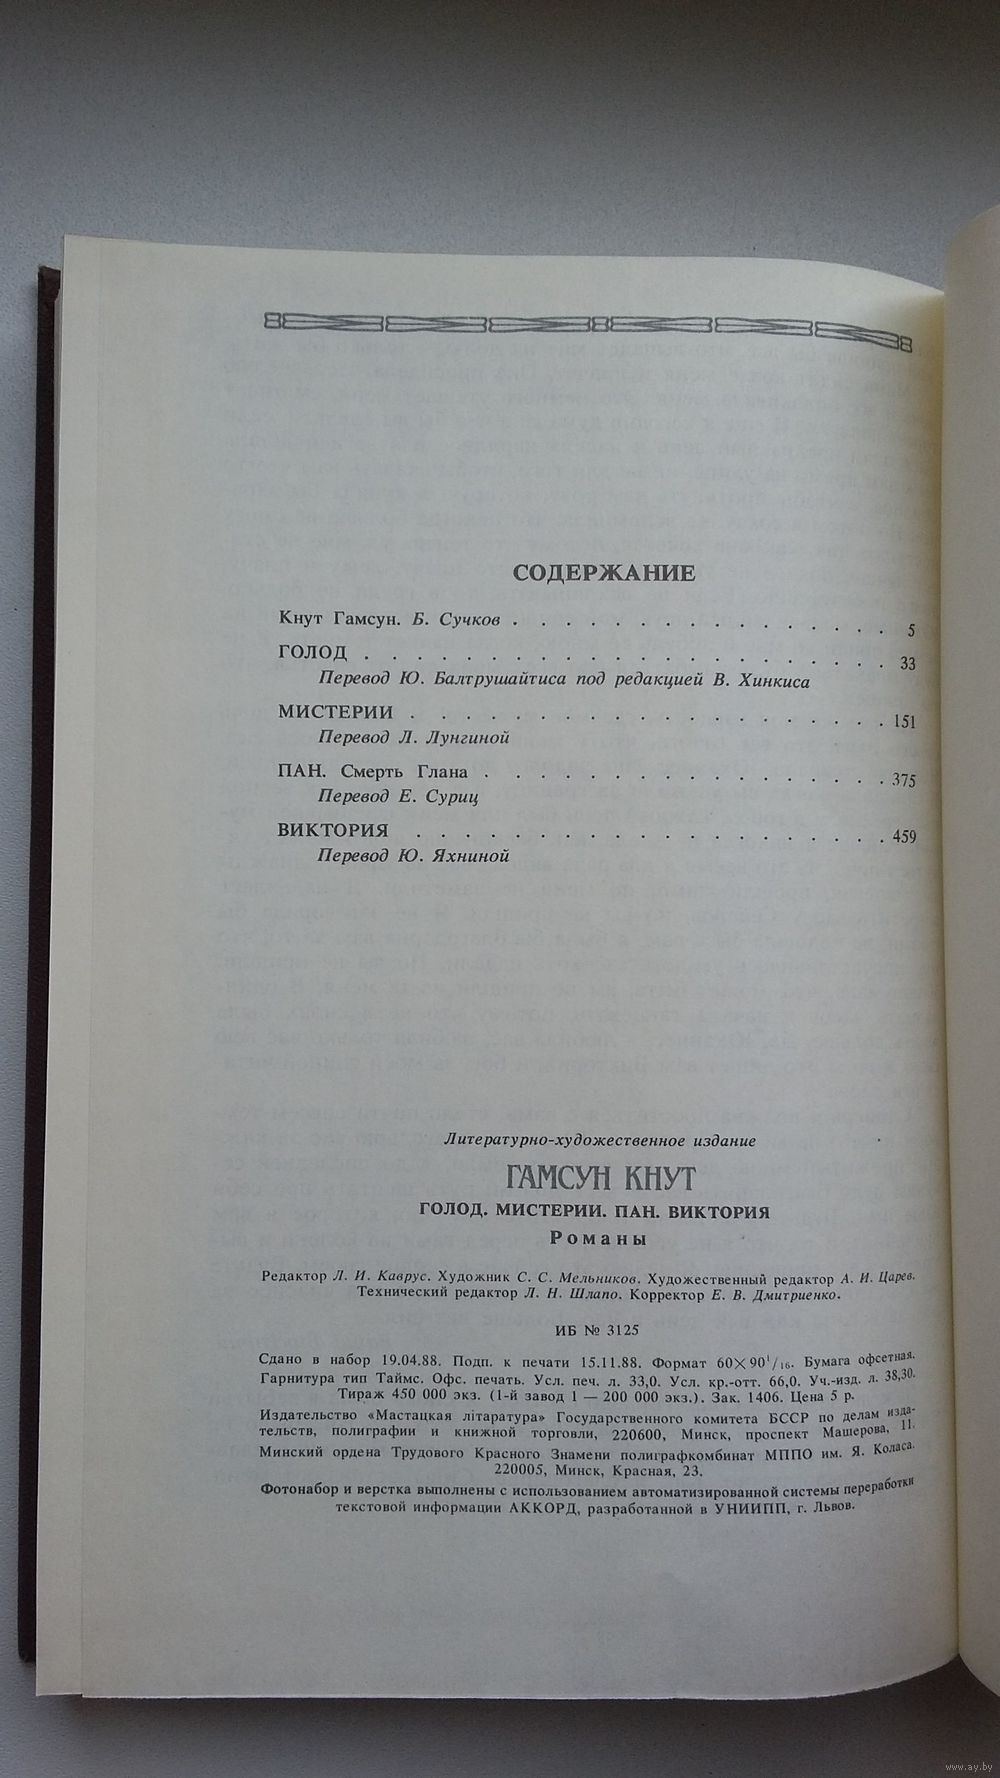 СОДЕРЖАНИЕ
Кнут Гамсун. Б. Сучков . . . . . . . . . . . . . . . . 5
ГОЛОД . . . . . . . . . . . . . . . . . . . . . 33
Перевод Ю. Балтрушайтиса под редакцией В. Хинкиса
МИСТЕРИИ . . . . . . . . . . . . . . . . . . . 151
Перевод Л. Лунгиной
ПАН. Смерть Глана . . . . . . . . . . . . . . . . 375
Перевод Е. Суриц
ВИКТОРИЯ . . . . . . . . . . . . . . . . . . . 459
Перевод Ю. Яхниной
Литературно-художественное издание
ГАМСУН КНУТ
ГОЛОД. МИСТЕРИИ. ПАН. ВИКТОРИЯ
Романы
Редактор Л. И. Каврус. Художник С. С. Мельников. Художественный редактор А. И. Царев.
Технический редактор Л. Н. Шлапо. Корректор Е. В. Дмитриенко.
ИБ № 3125
Сдано в набор 19.04.88. Подп. к печати 15.11.88. Формат 60×90¹/₁₆. Бумага офсетная.
Гарнитура тип Таймс. Офс. печать. Усл. печ. л. 33,0. Усл. кр.-отт. 66,0. Уч.-изд. л. 38,30.
Тираж 450 000 экз. (1-й завод 1 — 200 000 экз.). Зак. 1406. Цена 5 р.
Издательство «Мастацкая літаратура» Государственного комитета БССР по делам изда-
тельств, полиграфии и книжной торговли, 220600, Минск, проспект Машерова, 11.
Минский ордена Трудового Красного Знамени полиграфкомбинат МППО им. Я. Коласа.
220005, Минск, Красная, 23.
Фотонабор и верстка выполнены с использованием автоматизированной системы переработки
текстовой информации АККОРД, разработанной в УНИИПП, г. Львов.
www.ay.by